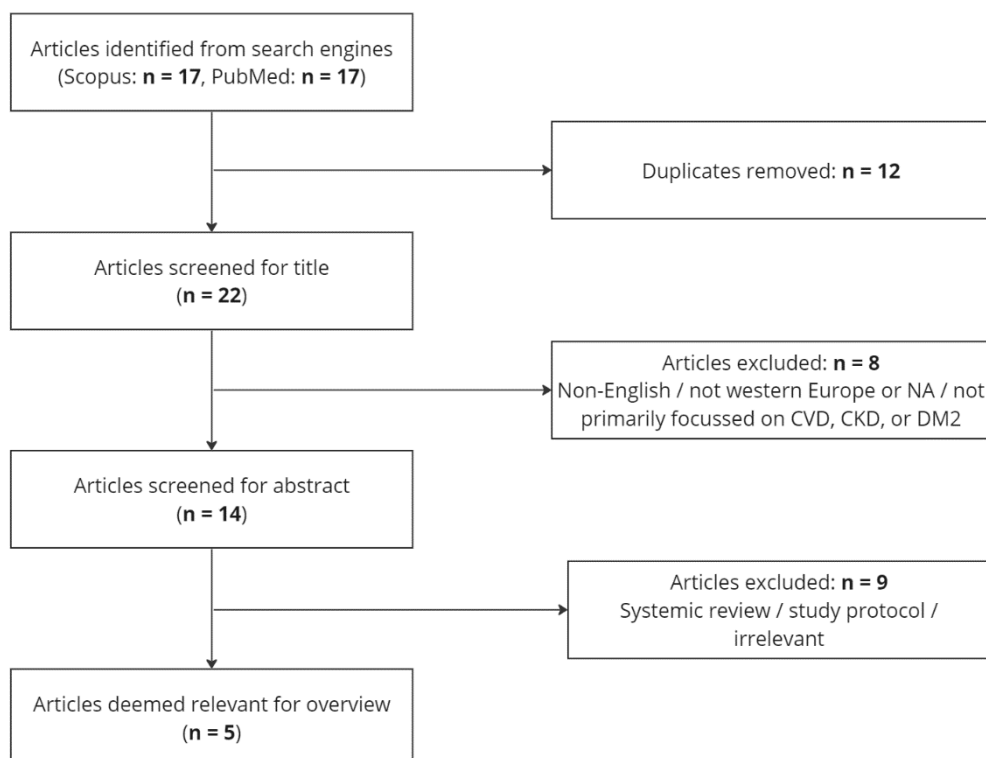 Articles identified from search engines
(Scopus: n = 17, PubMed: n = 17)
Duplicates removed: n = 12
Articles screened for title
(n = 22)
Articles excluded: n = 8
Non-English / not western Europe or NA / not
primarily focussed on CVD, CKD, or DM2
Articles screened for abstract
(n = 14)
Articles excluded: n = 9
Systemic review / study protocol /
irrelevant
Articles deemed relevant for overview
(n = 5)